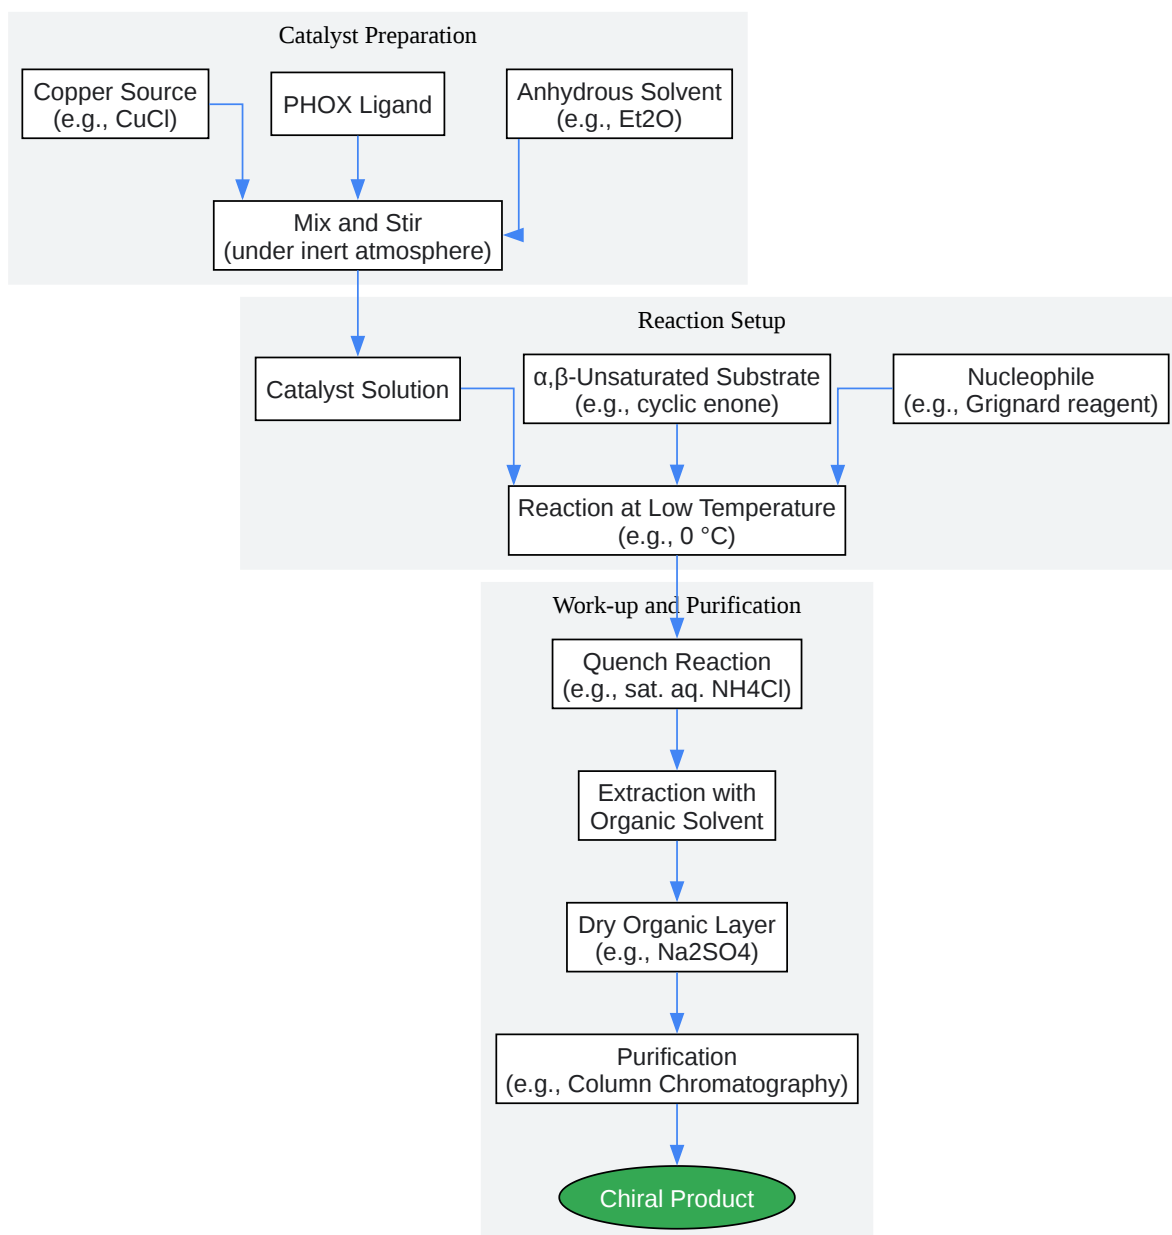 Catalyst Preparation
Copper Source
(e.g., CuCl)
PHOX Ligand
Anhydrous Solvent
(e.g., Et2O)
Mix and Stir
(under inert atmosphere)
Reaction Setup
Catalyst Solution
α,β-Unsaturated Substrate
(e.g., cyclic enone)
Nucleophile
(e.g., Grignard reagent)
Reaction at Low Temperature
(e.g., 0 °C)
Work-up and Purification
Quench Reaction
(e.g., sat. aq. NH4Cl)
Extraction with
Organic Solvent
Dry Organic Layer
(e.g., Na2SO4)
Purification
(e.g., Column Chromatography)
Chiral Product